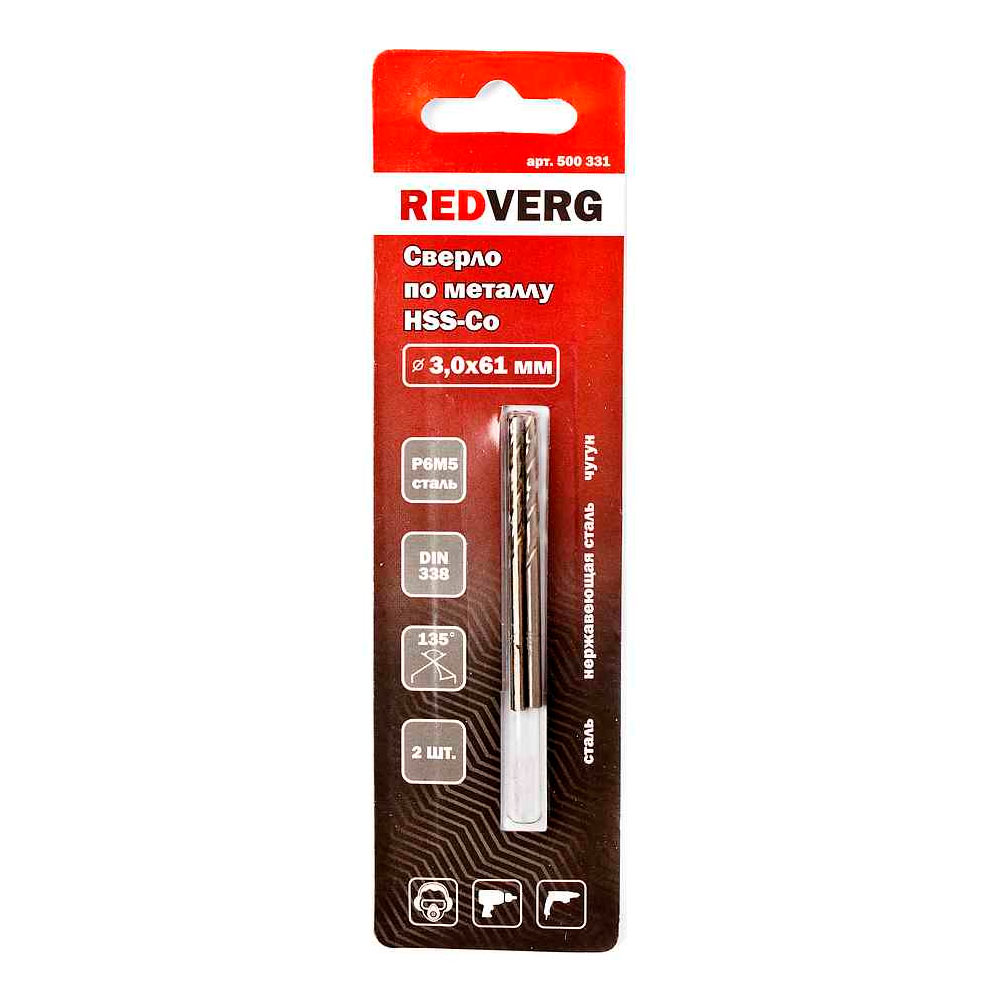 арт. 500 331
REDVERG
Сверло
по металлу
HSS-Co
⌀ 3,0x61 мм
Р6М5
сталь
DIN
338
135°
2 ШТ.
сталь нержавеющая сталь чугун